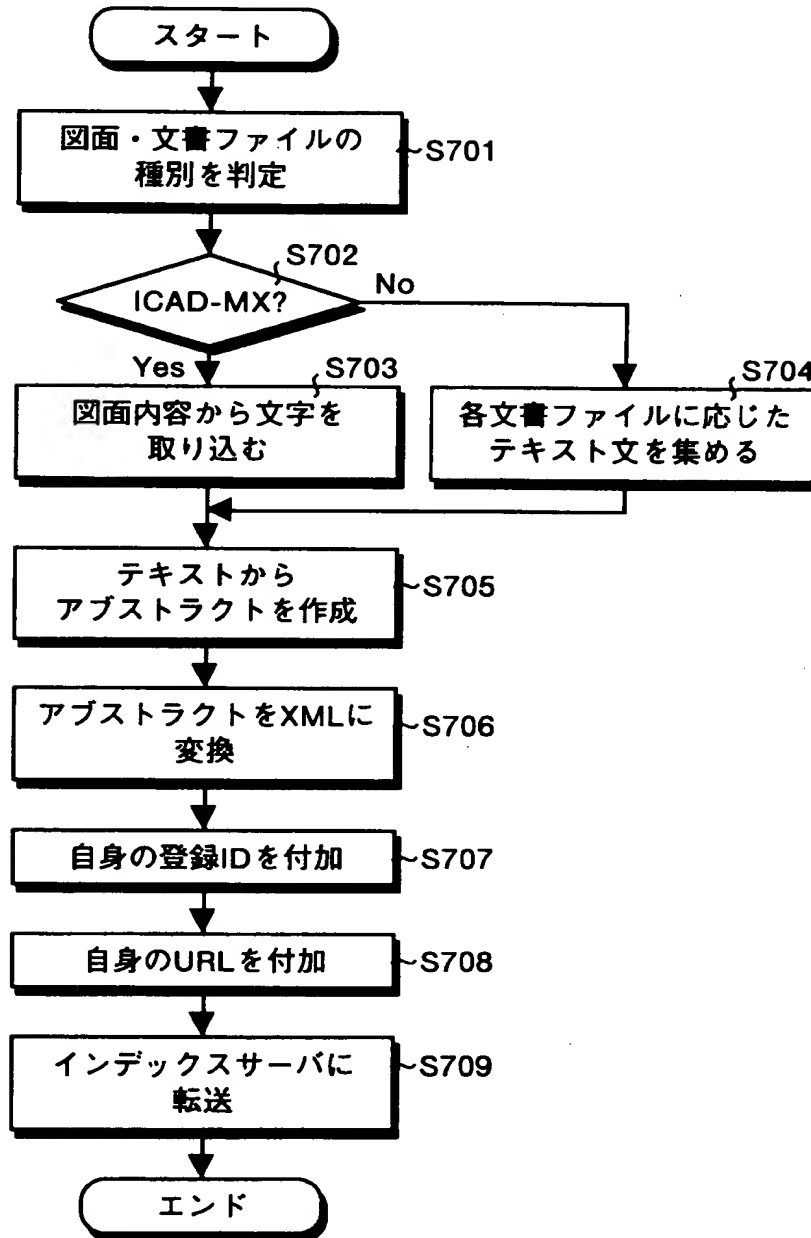 スタート
図面・文書ファイルの
種別を判定
S701
S702
ICAD-MX?
No
Yes
S703
図面内容から文字を
取り込む
S704
各文書ファイルに応じた
テキスト文を集める
テキストから
アブストラクトを作成
S705
アブストラクトをXMLに
変換
S706
自身の登録IDを付加
S707
自身のURLを付加
S708
インデックスサーバに
転送
S709
エンド